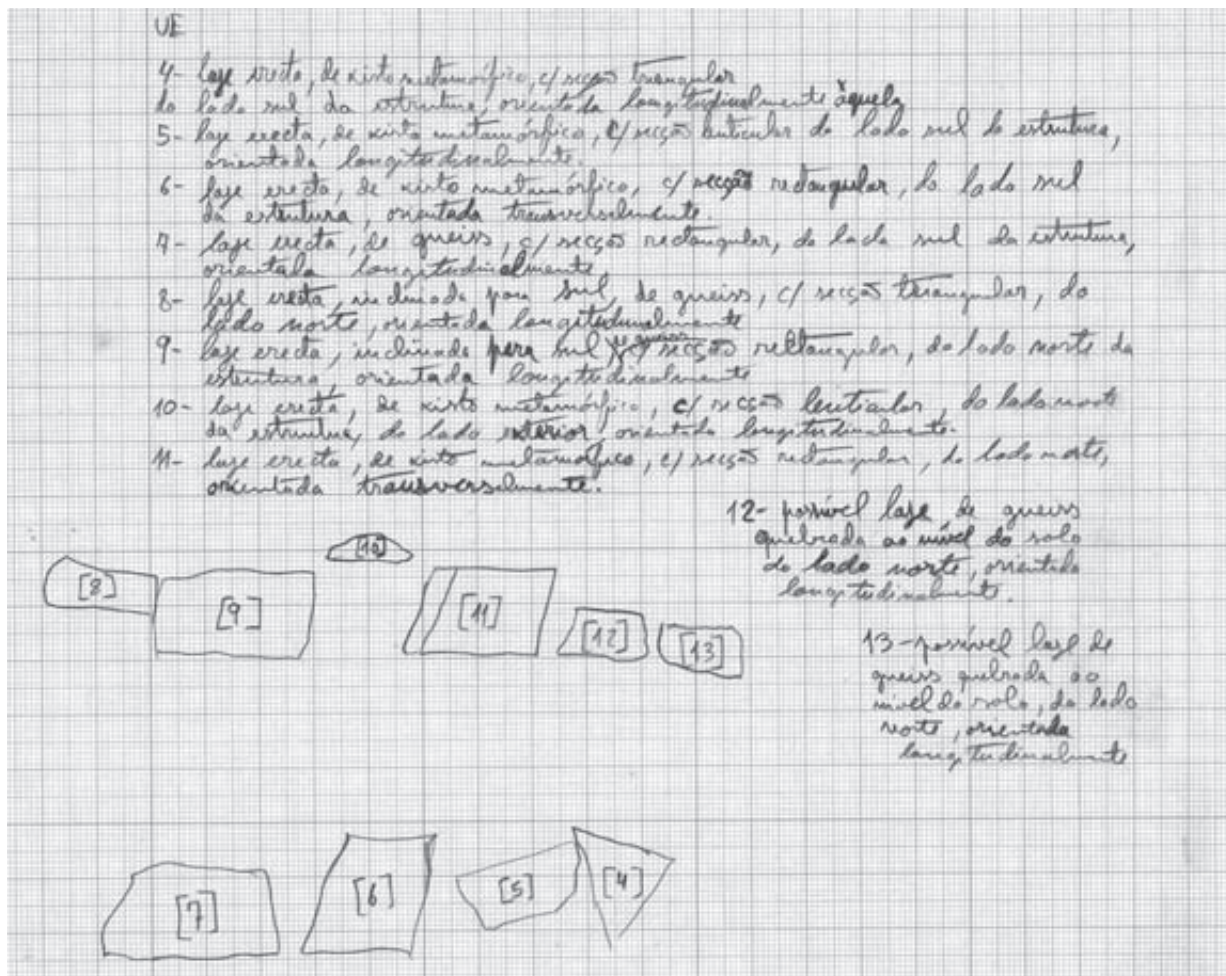 UE
4- laje erecta, de xisto metamórfico, c/ secção triangular
do lado sul da estrutura, orientada longitudinalmente àquela
5- laje erecta, de xisto metamórfico, c/ secção lenticular do lado sul da estrutura,
orientada longitudinalmente.
6- laje erecta, de xisto metamórfico, c/ secção rectangular, do lado sul
da estrutura, orientada transversalmente.
7- laje erecta, de gneiss, c/ secção rectangular, do lado sul da estrutura,
orientada longitudinalmente
8- laje erecta, inclinada para sul, de gneiss, c/ secção triangular, do
lado norte, orientada longitudinalmente
9- laje erecta, inclinada para sul, de gneiss c/ secção rectangular, do lado norte da
estrutura, orientada longitudinalmente
10- laje erecta, de xisto metamórfico, c/ secção lenticular, do lado norte
da estrutura, do lado exterior, orientada longitudinalmente.
11- laje erecta, de xisto metamórfico, c/ secção rectangular, do lado norte,
orientada transversalmente.
12- possível laje de gneiss
quebrada ao nível do solo
do lado norte, orientada
longitudinalmente.
13- possível laje de
gneiss quebrada ao
nível do solo, do lado
norte, orientada
longitudinalmente
[10]
[8]
[9]
[11]
[12]
[13]
[7]
[6]
[5]
[4]